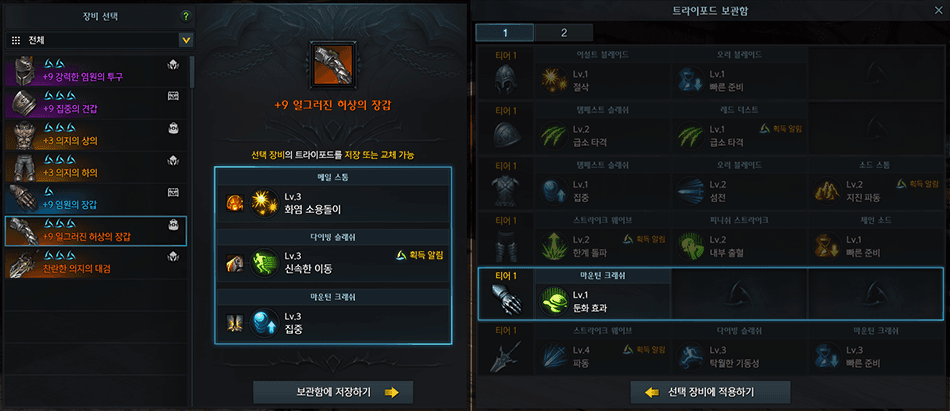 장비 선택
?
전체
+9 강력한 염원의 투구
+9 집중의 견갑
+3 의지의 상의
+3 의지의 하의
+9 염원의 장갑
+9 일그러진 허상의 장갑
찬란한 의지의 대검
+9 일그러진 허상의 장갑
선택 장비의 트라이포드를 저장 또는 교체 가능
헤일 스톰
Lv.3
화염 소용돌이
다이빙 슬래쉬
Lv.3
신속한 이동
획득 알림
마운틴 크래쉬
Lv.3
집중
보관함에 저장하기
트라이포드 보관함
1
2
티어 1
어썰트 블레이드
Lv.1
절삭
오러 블레이드
Lv.1
빠른 준비
티어 1
템페스트 슬래쉬
Lv.2
급소 타격
레드 더스트
Lv.1
급소 타격
획득 알림
티어 1
템페스트 슬래쉬
Lv.1
집중
오러 블레이드
Lv.2
섬전
소드 스톰
Lv.2
지진 파동
획득 알림
티어 1
스트라이크 웨이브
Lv.2
한계 돌파
획득 알림
피니쉬 스트라이크
Lv.2
내부 출혈
체인 소드
Lv.2
빠른 준비
티어 1
마운틴 크래쉬
Lv.1
둔화 효과
티어 1
스트라이크 웨이브
Lv.4
파동
획득 알림
다이빙 슬래쉬
Lv.3
탁월한 기동성
마운틴 크래쉬
Lv.3
빠른 준비
선택 장비에 적용하기